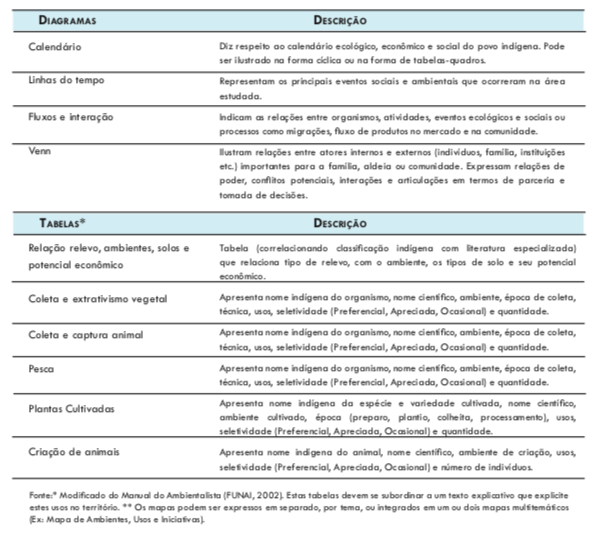 DIAGRAMAS DESCRIÇÃO
Calendário Diz respeito ao calendário ecológico, econômico e social do povo indígena. Pode
ser ilustrado na forma cíclica ou na forma de tabelas-quadros.
Linhas do tempo Representam os principais eventos sociais e ambientais que ocorreram na área
estudada.
Fluxos e interação Indicam as relações entre organismos, atividades, eventos ecológicos e sociais ou
processos como migrações, fluxo de produtos no mercado e na comunidade.
Venn Ilustram relações entre atores internos e externos (indivíduos, família, instituições
etc.) importantes para a família, aldeia ou comunidade. Expressam relações de
poder, conflitos potenciais, interações e articulações em termos de parceria e
tomada de decisões.
TABELAS* DESCRIÇÃO
Relação relevo, ambientes, solos e
potencial econômico
Tabela (correlacionando classificação indígena com literatura especializada)
que relaciona tipo de relevo, com o ambiente, os tipos de solo e seu potencial
econômico.
Coleta e extrativismo vegetal Apresenta nome indígena do organismo, nome científico, ambiente, época de coleta,
técnica, usos, seletividade (Preferencial, Apreciada, Ocasional) e quantidade.
Coleta e captura animal Apresenta nome indígena do organismo, nome científico, ambiente, época de coleta,
técnica, usos, seletividade (Preferencial, Apreciada, Ocasional) e quantidade.
Pesca Apresenta nome indígena do organismo, nome científico, ambiente, época de coleta,
técnica, usos, seletividade (Preferencial, Apreciada, Ocasional) e quantidade.
Plantas Cultivadas Apresenta nome indígena da espécie e variedade cultivada, nome científico,
ambiente cultivado, época (preparo, plantio, colheita, processamento), usos,
seletividade (Preferencial, Apreciada, Ocasional) e quantidade.
Criação de animais Apresenta nome indígena do animal, nome científico, ambiente de criação, usos,
seletividade (Preferencial, Apreciada, Ocasional) e número de indivíduos.
Fonte:* Modificado do Manual do Ambientalista (FUNAI, 2002). Estas tabelas devem se subordinar a um texto explicativo que explicite
estes usos no território. ** Os mapas podem ser expressos em separado, por tema, ou integrados em um ou dois mapas multitemáticos
(Ex: Mapa de Ambientes, Usos e Iniciativas).